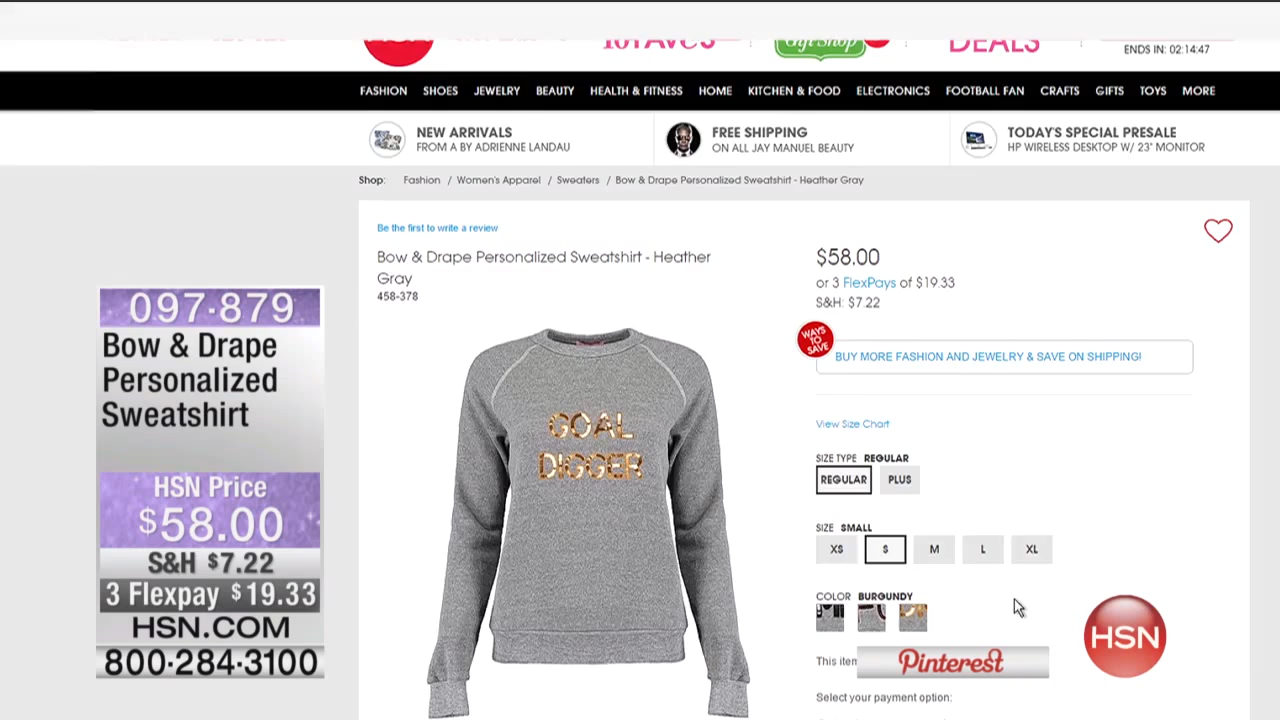 HSN
101 FAVES
Gift Shop
DEALS
ENDS IN: 02:14:47
FASHION SHOES JEWELRY BEAUTY HEALTH & FITNESS HOME KITCHEN & FOOD ELECTRONICS FOOTBALL FAN CRAFTS GIFTS TOYS MORE
NEW ARRIVALS
FROM A BY ADRIENNE LANDAU
FREE SHIPPING
ON ALL JAY MANUEL BEAUTY
TODAY'S SPECIAL PRESALE
HP WIRELESS DESKTOP W/ 23" MONITOR
Shop: Fashion / Women's Apparel / Sweaters / Bow & Drape Personalized Sweatshirt - Heather Gray
Be the first to write a review
Bow & Drape Personalized Sweatshirt - Heather
Gray
458-378
GOAL
DIGGER
$58.00
or 3 FlexPays of $19.33
S&H: $7.22
WAYS
TO
SAVE
BUY MORE FASHION AND JEWELRY & SAVE ON SHIPPING!
View Size Chart
SIZE TYPE REGULAR
REGULAR PLUS
SIZE SMALL
XS S M L XL
COLOR BURGUNDY
This item
Pinterest
Select your payment option:
HSN
097-879
Bow & Drape
Personalized
Sweatshirt
HSN Price
$58.00
S&H $7.22
3 Flexpay $19.33
HSN.COM
800-284-3100